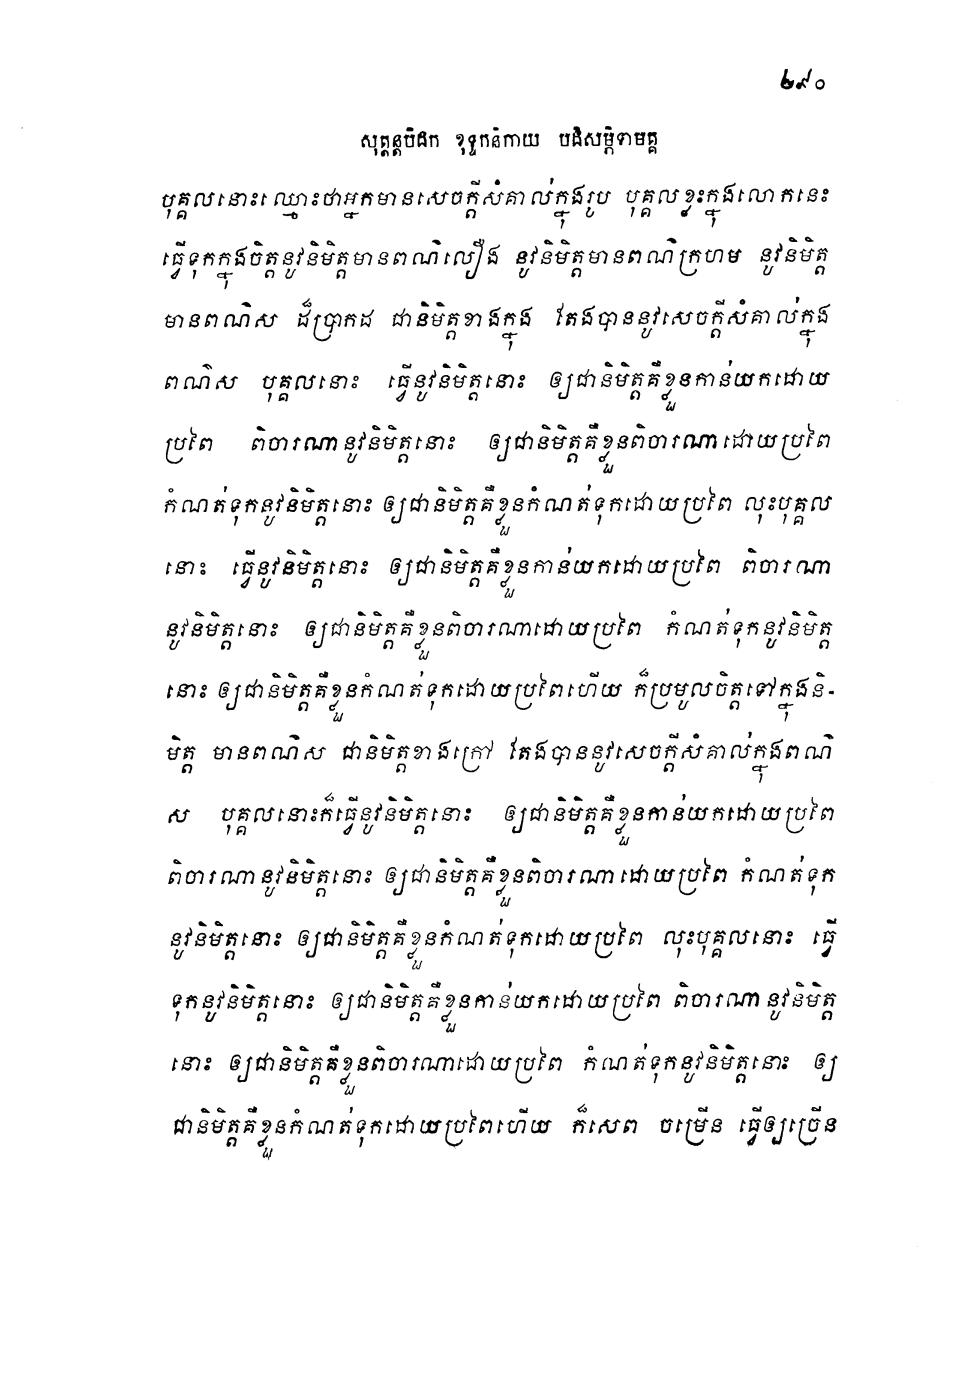 ២៩០
សុត្តន្តបិដក ខុទ្ទកនិកាយ បដិសម្ភិទាមគ្គ
បុគ្គលនោះឈ្មោះថាអ្នកមានសេចក្តីសំគាល់ក្នុងរូប បុគ្គលខ្លះក្នុងលោកនេះ
ធ្វើទុកក្នុងចិត្តនូវនិមិត្តមានពណ៌លឿង នូវនិមិត្តមានពណ៌ក្រហម នូវនិមិត្ត
មានពណ៌ស ដ៏ប្រាកដ ជានិមិត្តខាងក្នុង តែងបាននូវសេចក្តីសំគាល់ក្នុង
ពណ៌ស បុគ្គលនោះ ធ្វើនូវនិមិត្តនោះ ឲ្យជានិមិត្តគឺខ្លួនកាន់យកដោយ
ប្រពៃ ពិចារណានូវនិមិត្តនោះ ឲ្យជានិមិត្តគឺខ្លួនពិចារណាដោយប្រពៃ
កំណត់ទុកនូវនិមិត្តនោះ ឲ្យជានិមិត្តគឺខ្លួនកំណត់ទុកដោយប្រពៃ លុះបុគ្គល
នោះ ធ្វើនូវនិមិត្តនោះ ឲ្យជានិមិត្តគឺខ្លួនកាន់យកដោយប្រពៃ ពិចារណា
នូវនិមិត្តនោះ ឲ្យជានិមិត្តគឺខ្លួនពិចារណាដោយប្រពៃ កំណត់ទុកនូវនិមិត្ត
នោះ ឲ្យជានិមិត្តគឺខ្លួនកំណត់ទុកដោយប្រពៃហើយ ក៏ប្រមូលចិត្តទៅក្នុងនិ-
មិត្ត មានពណ៌ស ជានិមិត្តខាងក្រៅ តែងបាននូវសេចក្តីសំគាល់ក្នុងពណ៌
ស បុគ្គលនោះក៏ធ្វើនូវនិមិត្តនោះ ឲ្យជានិមិត្តគឺខ្លួនកាន់យកដោយប្រពៃ
ពិចារណានូវនិមិត្តនោះ ឲ្យជានិមិត្តគឺខ្លួនពិចារណាដោយប្រពៃ កំណត់ទុក
នូវនិមិត្តនោះ ឲ្យជានិមិត្តគឺខ្លួនកំណត់ទុកដោយប្រពៃ លុះបុគ្គលនោះ ធ្វើ
ទុកនូវនិមិត្តនោះ ឲ្យជានិមិត្តគឺខ្លួនកាន់យកដោយប្រពៃ ពិចារណានូវនិមិត្ត
នោះ ឲ្យជានិមិត្តគឺខ្លួនពិចារណាដោយប្រពៃ កំណត់ទុកនូវនិមិត្តនោះ ឲ្យ
ជានិមិត្តគឺខ្លួនកំណត់ទុកដោយប្រពៃហើយ ក៏សេព ចម្រើន ធ្វើឲ្យច្រើន